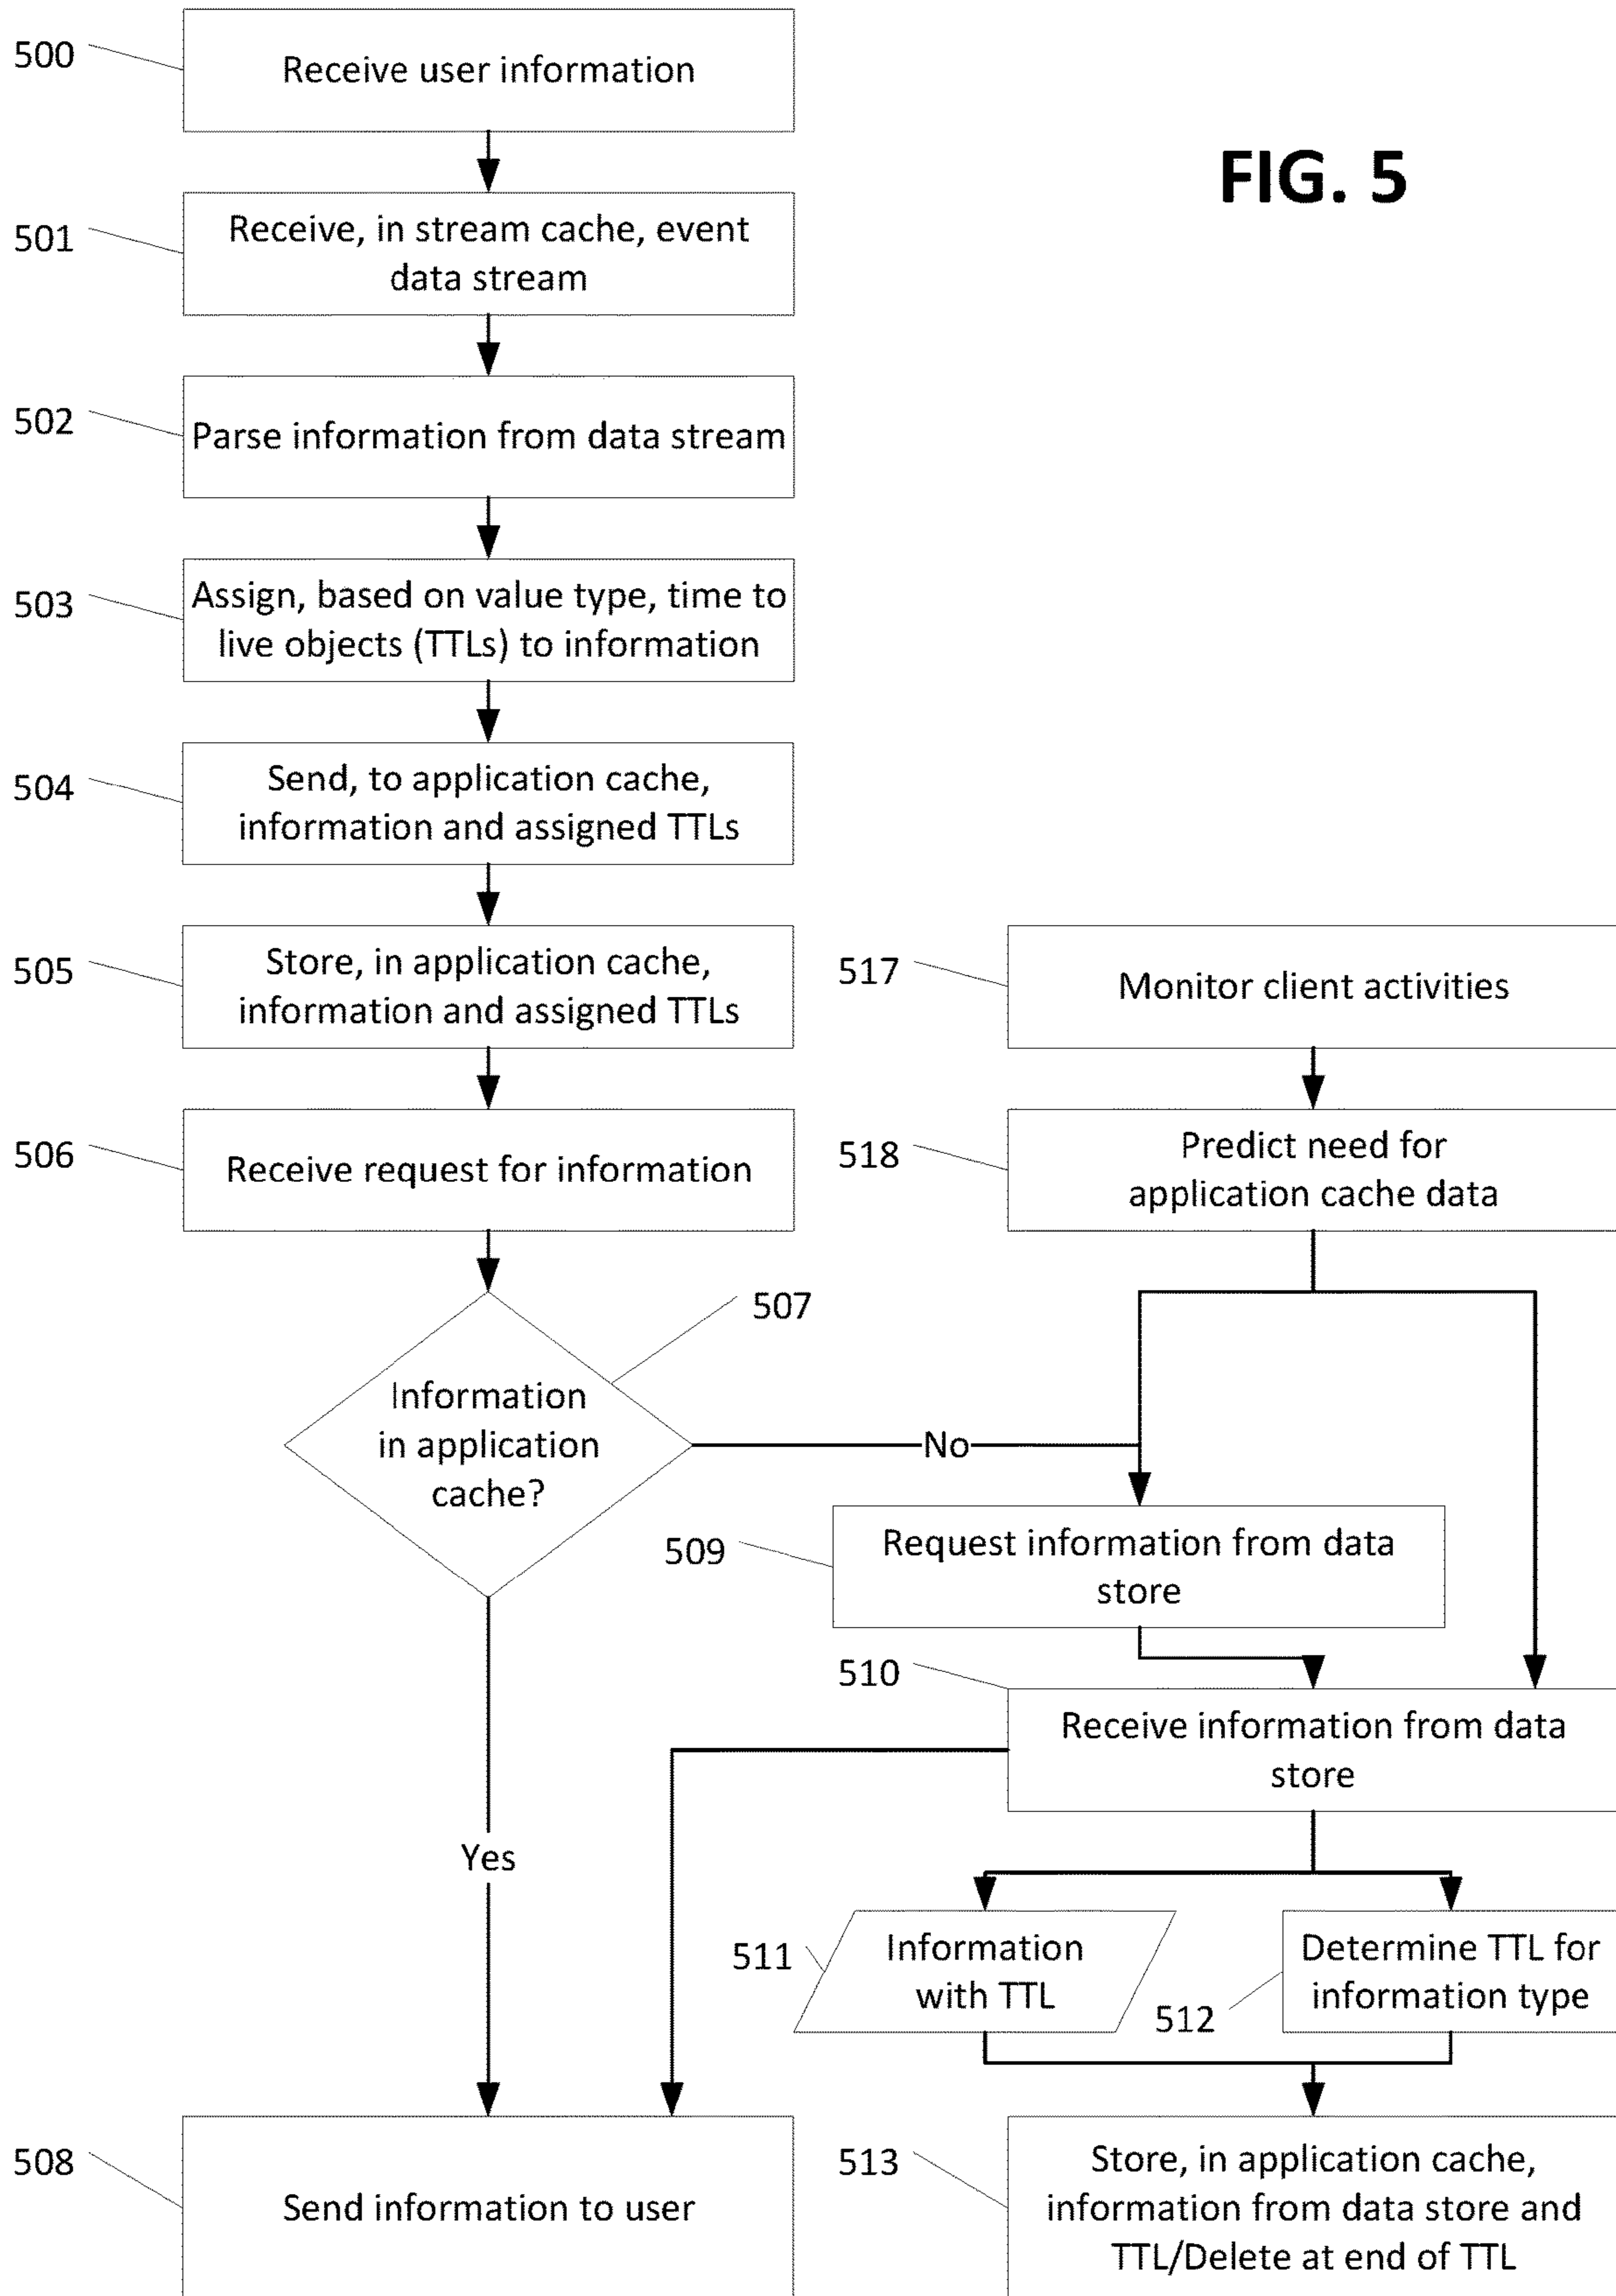 500
Receive user information
FIG. 5
501
Receive, in stream cache, event
data stream
502
Parse information from data stream
503
Assign, based on value type, time to
live objects (TTLs) to information
504
Send, to application cache,
information and assigned TTLs
505
Store, in application cache,
information and assigned TTLs
517
Monitor client activities
506
Receive request for information
518
Predict need for
application cache data
507
Information
in application
cache?
No
509
Request information from data
store
510
Receive information from data
store
Yes
511
Information
with TTL
512
Determine TTL for
information type
508
Send information to user
513
Store, in application cache,
information from data store and
TTL/Delete at end of TTL